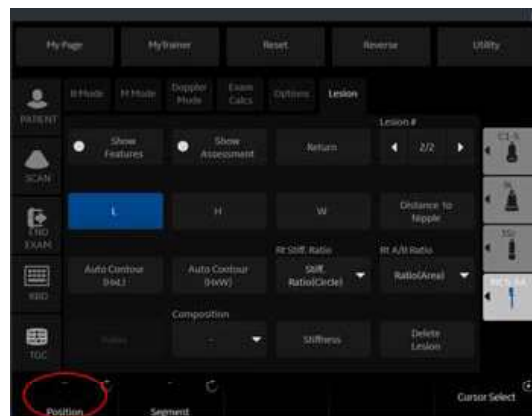 My Page
MyTrainer
Reset
Reverse
Utility
B Mode
M Mode
Doppler Mode
Exam Calcs
Options
Lesion
PATIENT
SCAN
END EXAM
KBD
TGC
Show Features
Show Assessment
Return
Lesion #
2/2
C1-5
L
H
W
Distance to Nipple
Rt Stiff. Ratio
Rt A/B Ratio
Auto Contour (HxL)
Auto Contour (HxW)
Stiff. Ratio(Circle)
Ratio(Area)
Composition
-
Stiffness
Delete Lesion
Position
Segment
Cursor Select